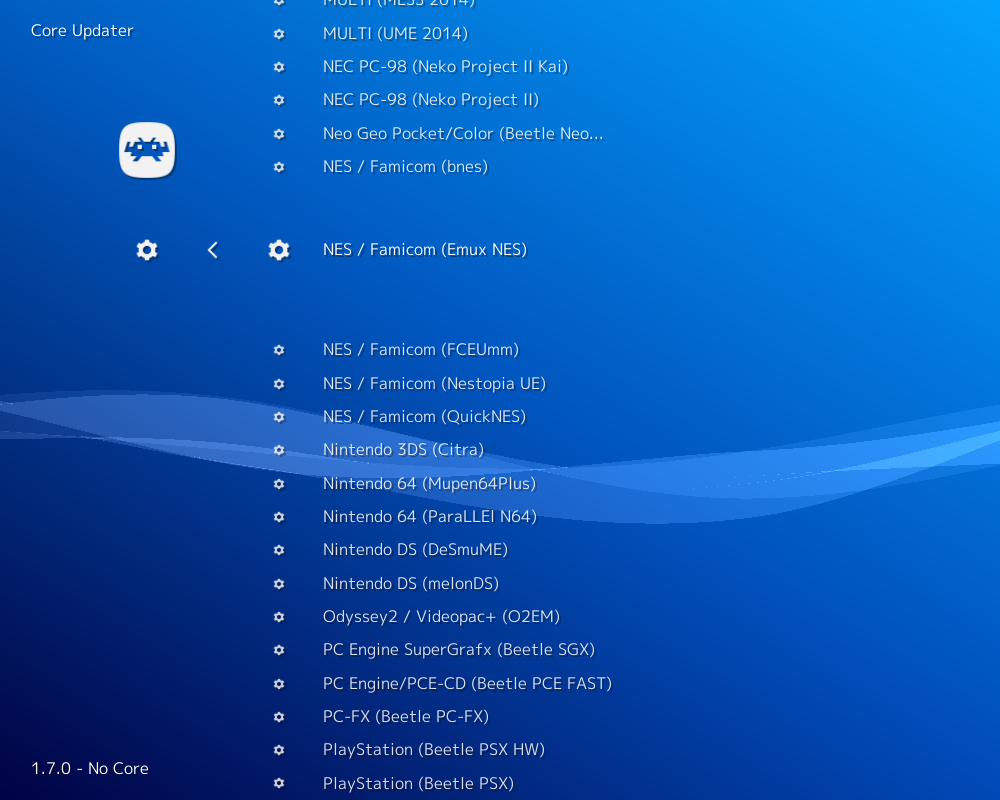 MULTI (MESS 2014)
Core Updater
MULTI (UME 2014)
NEC PC-98 (Neko Project II Kai)
NEC PC-98 (Neko Project II)
Neo Geo Pocket/Color (Beetle Neo...
NES / Famicom (bnes)
NES / Famicom (Emux NES)
NES / Famicom (FCEUmm)
NES / Famicom (Nestopia UE)
NES / Famicom (QuickNES)
Nintendo 3DS (Citra)
Nintendo 64 (Mupen64Plus)
Nintendo 64 (ParaLLEl N64)
Nintendo DS (DeSmuME)
Nintendo DS (melonDS)
Odyssey2 / Videopac+ (O2EM)
PC Engine SuperGrafx (Beetle SGX)
PC Engine/PCE-CD (Beetle PCE FAST)
PC-FX (Beetle PC-FX)
PlayStation (Beetle PSX HW)
1.7.0 - No Core
PlayStation (Beetle PSX)